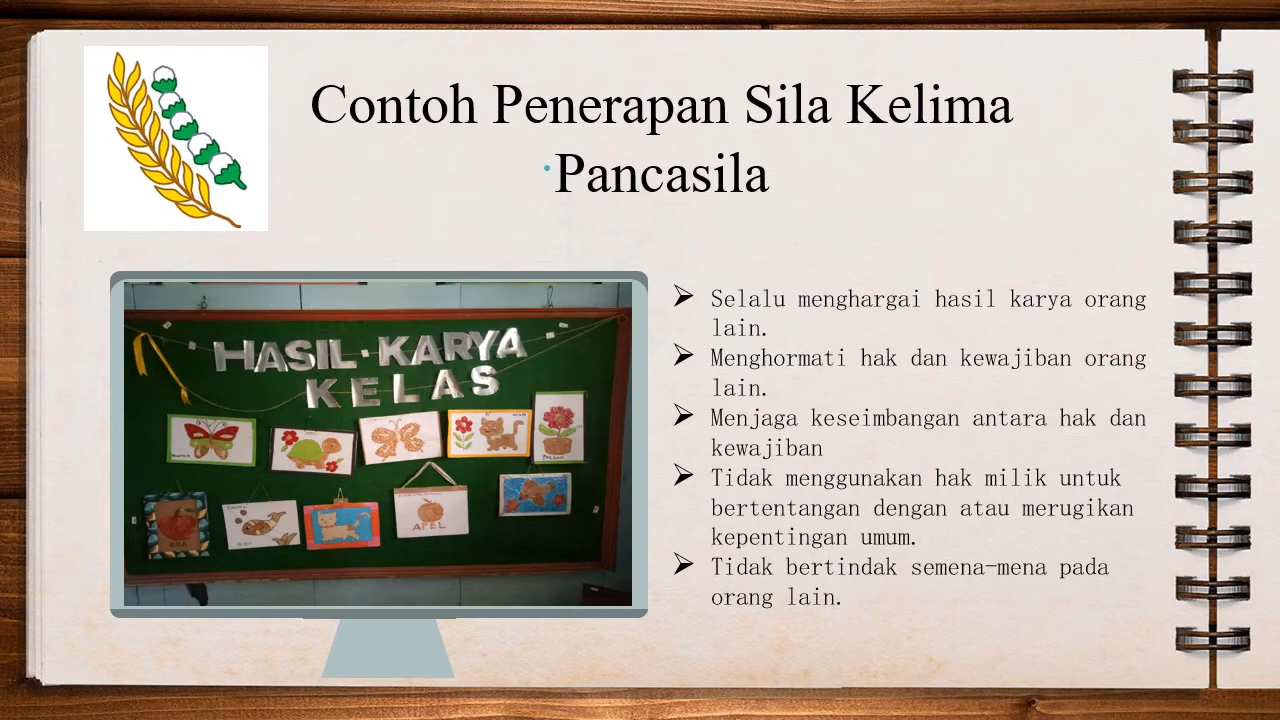 Contoh Penerapan Sila Kelima
Pancasila
HASIL KARYA
KELAS
APEL
Selalu menghargai hasil karya orang
lain.
Menghormati hak dan kewajiban orang
lain.
Menjaga keseimbangan antara hak dan
kewajiban
Tidak menggunakan hak milik untuk
bertentangan dengan atau merugikan
kepentingan umum.
Tidak bertindak semena-mena pada
orang lain.